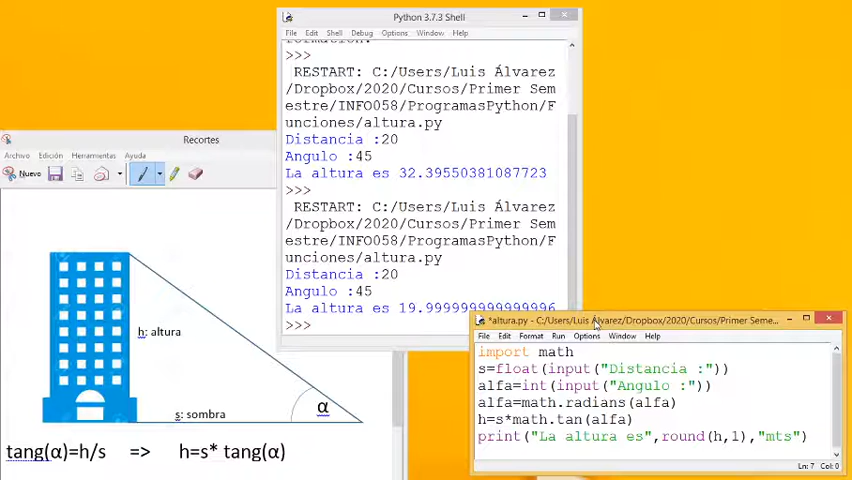 Python 3.7.3 Shell
File Edit Shell Debug Options Window Help
>>>
RESTART: C:/Users/Luis Álvarez
/Dropbox/2020/Cursos/Primer Sem
estre/INFO058/ProgramasPython/F
unciones/altura.py
Distancia :20
Angulo :45
La altura es 32.39550381087723
>>>
RESTART: C:/Users/Luis Álvarez
/Dropbox/2020/Cursos/Primer Sem
estre/INFO058/ProgramasPython/F
unciones/altura.py
Distancia :20
Angulo :45
La altura es 19.999999999999996
>>>
Recortes
Archivo Edición Herramientas Ayuda
Nuevo
h: altura
s: sombra
α
tang(α)=h/s => h=s* tang(α)
*altura.py - C:/Users/Luis Álvarez/Dropbox/2020/Cursos/Primer Seme...
File Edit Format Run Options Window Help
import math
s=float(input("Distancia :"))
alfa=int(input("Angulo :"))
alfa=math.radians(alfa)
h=s*math.tan(alfa)
print("La altura es",round(h,1),"mts")
Ln: 7 Col: 0